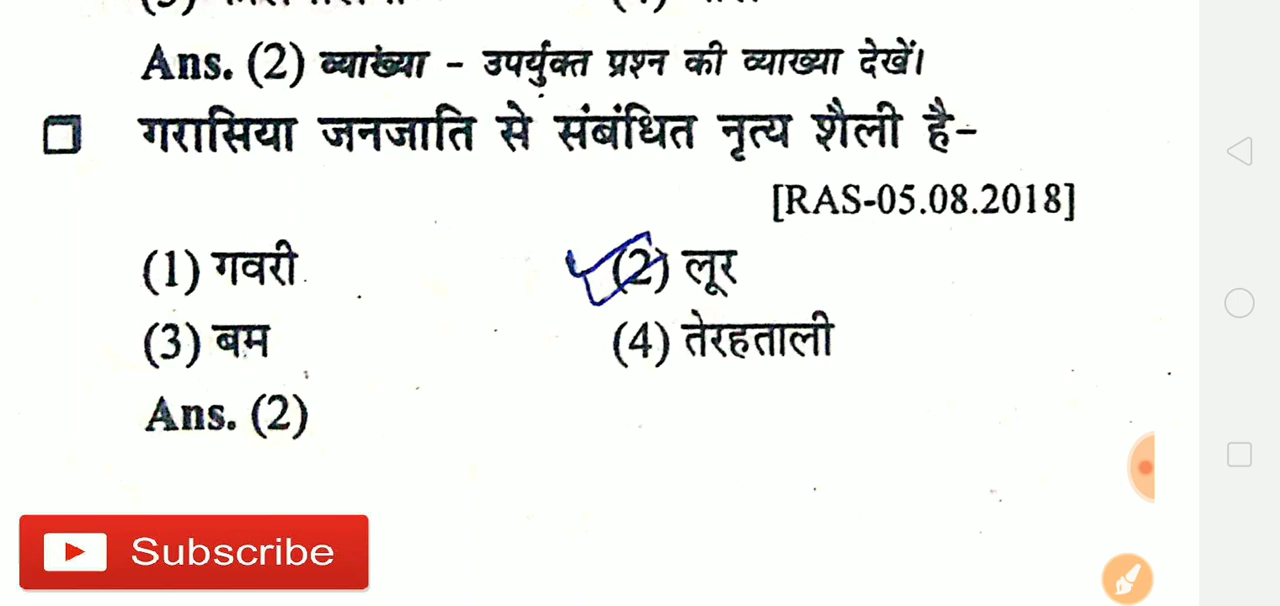 Ans. (2) व्याख्या - उपर्युक्त प्रश्न की व्याख्या देखें।
गरासिया जनजाति से संबंधित नृत्य शैली है-
[RAS-05.08.2018]
(1) गवरी (2) लूर
(3) बम (4) तेरहताली
Ans. (2)
Subscribe